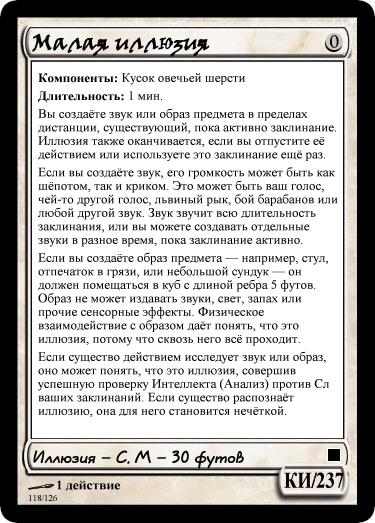 Малая иллюзия
0
Компоненты: Кусок овечьей шерсти
Длительность: 1 мин.
Вы создаёте звук или образ предмета в пределах
дистанции, существующий, пока активно заклинание.
Иллюзия также оканчивается, если вы отпустите её
действием или используете это заклинание ещё раз.
Если вы создаёте звук, его громкость может быть как
шёпотом, так и криком. Это может быть ваш голос,
чей-то другой голос, львиный рык, бой барабанов или
любой другой звук. Звук звучит всю длительность
заклинания, или вы можете создавать отдельные
звуки в разное время, пока заклинание активно.
Если вы создаёте образ предмета — например, стул,
отпечаток в грязи, или небольшой сундук — он
должен помещаться в куб с длиной ребра 5 футов.
Образ не может издавать звуки, свет, запах или
прочие сенсорные эффекты. Физическое
взаимодействие с образом даёт понять, что это
иллюзия, потому что сквозь него всё проходит.
Если существо действием исследует звук или образ,
оно может понять, что это иллюзия, совершив
успешную проверку Интеллекта (Анализ) против Сл
ваших заклинаний. Если существо распознаёт
иллюзию, она для него становится нечёткой.
Иллюзия – С, М – 30 футов
КИ/237
1 действие
118/126